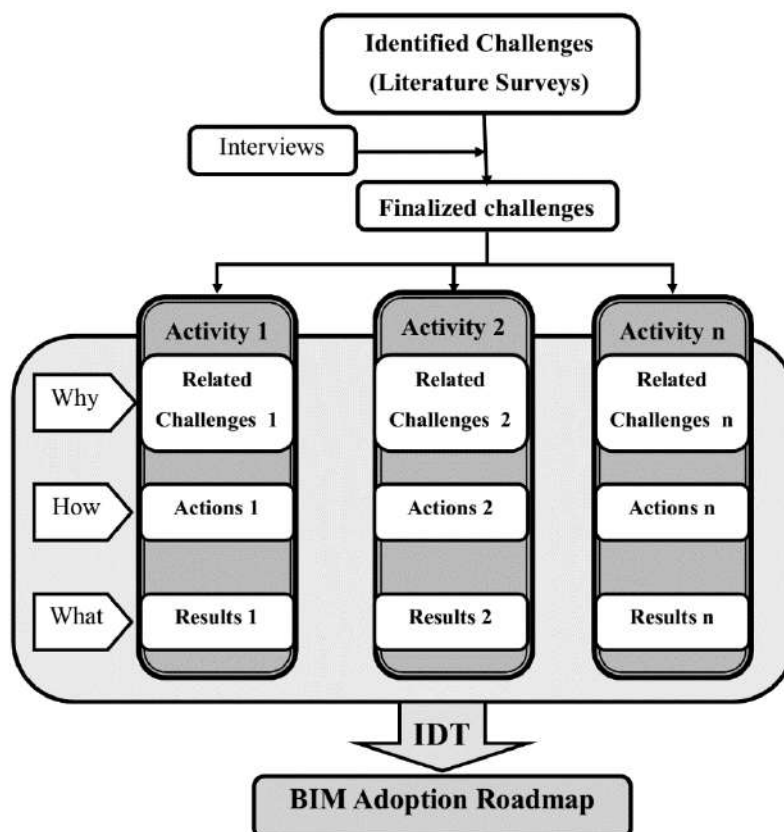 Identified Challenges
(Literature Surveys)
Interviews
Finalized challenges
Activity 1
Activity 2
Activity n
Why
Related
Challenges 1
Related
Challenges 2
Related
Challenges n
How
Actions 1
Actions 2
Actions n
What
Results 1
Results 2
Results n
IDT
BIM Adoption Roadmap